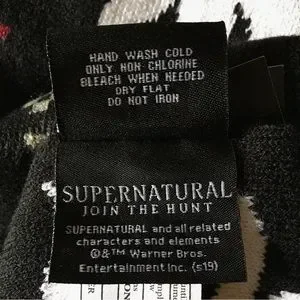 HAND WASH COLD
ONLY NON CHLORINE
BLEACH WHEN NEEDED
DRY FLAT
DO NOT IRON
SUPERNATURAL
JOIN THE HUNT
SUPERNATURAL and all related
characters and elements
©&™ Warner Bros.
Entertainment Inc. (s19)